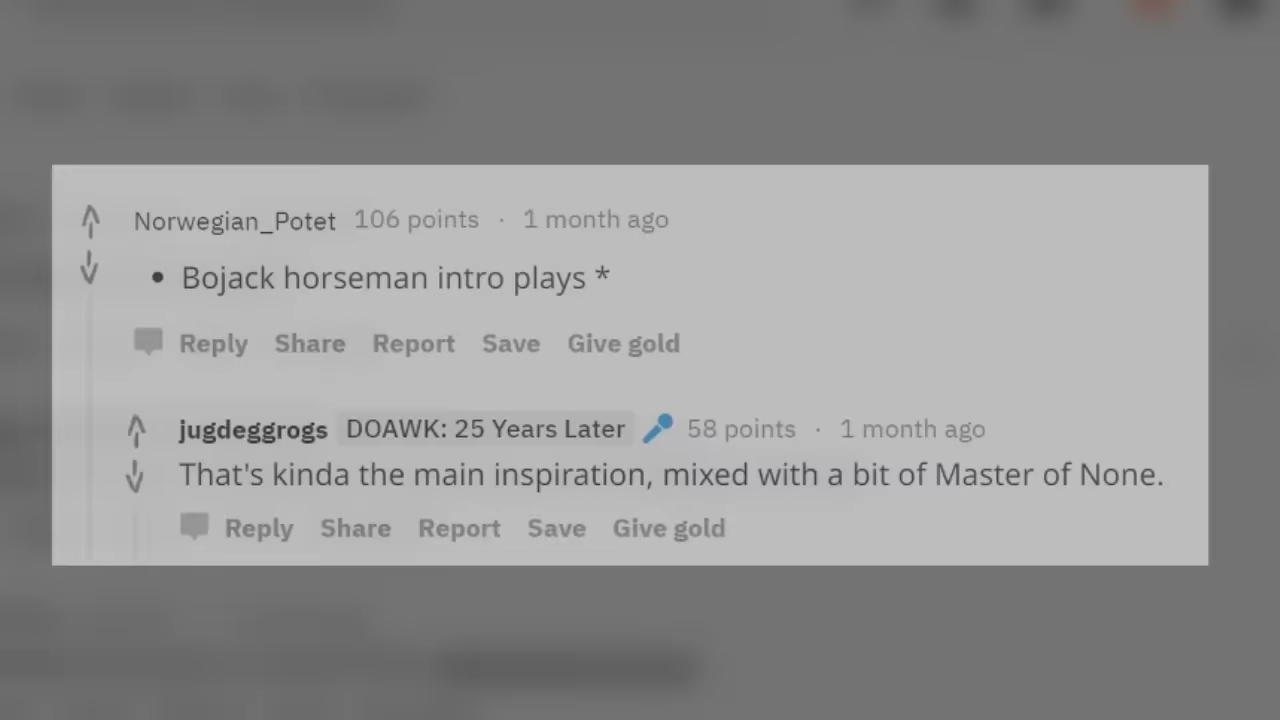 Norwegian_Potet 106 points · 1 month ago
• Bojack horseman intro plays *
Reply Share Report Save Give gold
jugdeggrogs DOAWK: 25 Years Later 58 points · 1 month ago
That's kinda the main inspiration, mixed with a bit of Master of None.
Reply Share Report Save Give gold